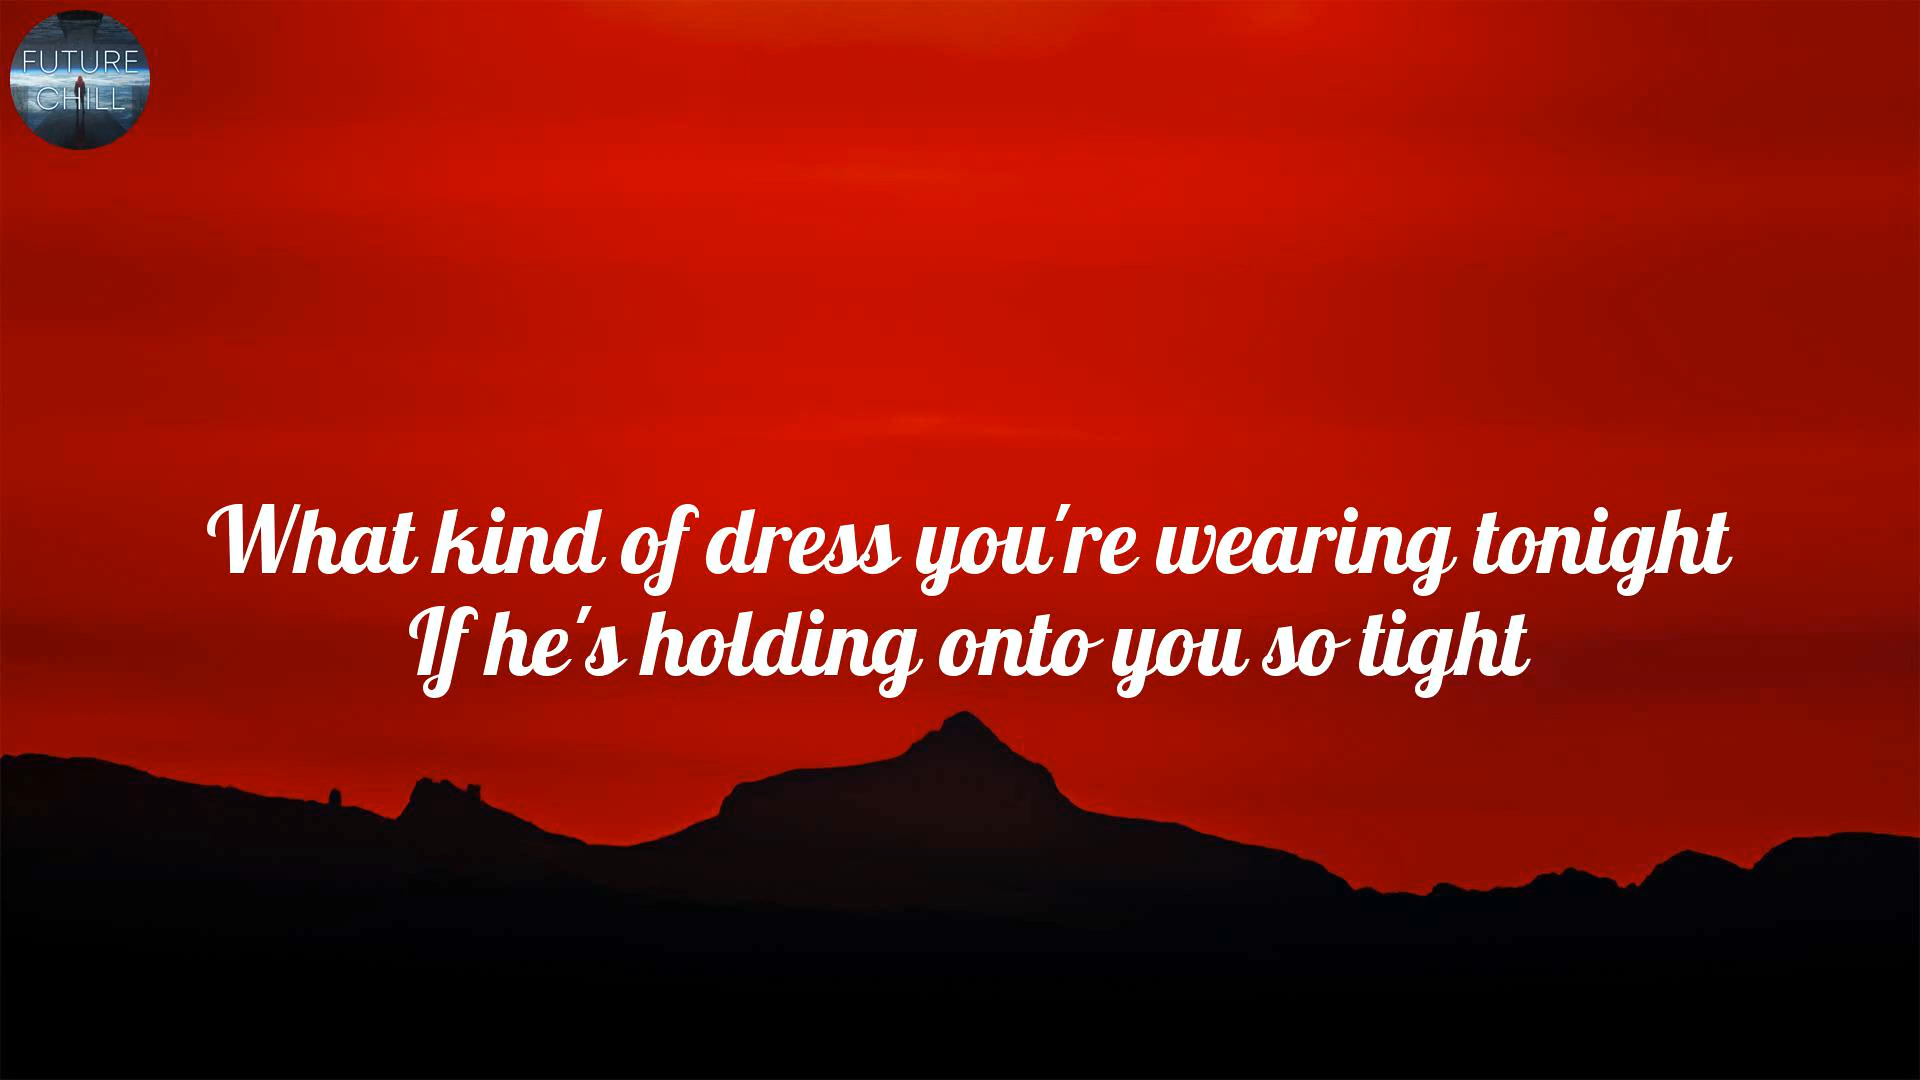 FUTURE
CHILL
What kind of dress you're wearing tonight
If he's holding onto you so tight